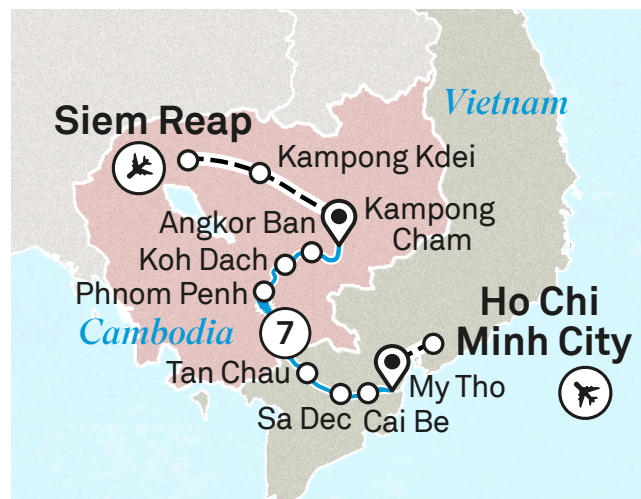 Vietnam
Siem Reap
Kampong Kdei
Angkor Ban
Kampong
Cham
Koh Dach
Phnom Penh
Cambodia
7
Ho Chi
Minh City
Tan Chau
My Tho
Sa Dec
Cai Be